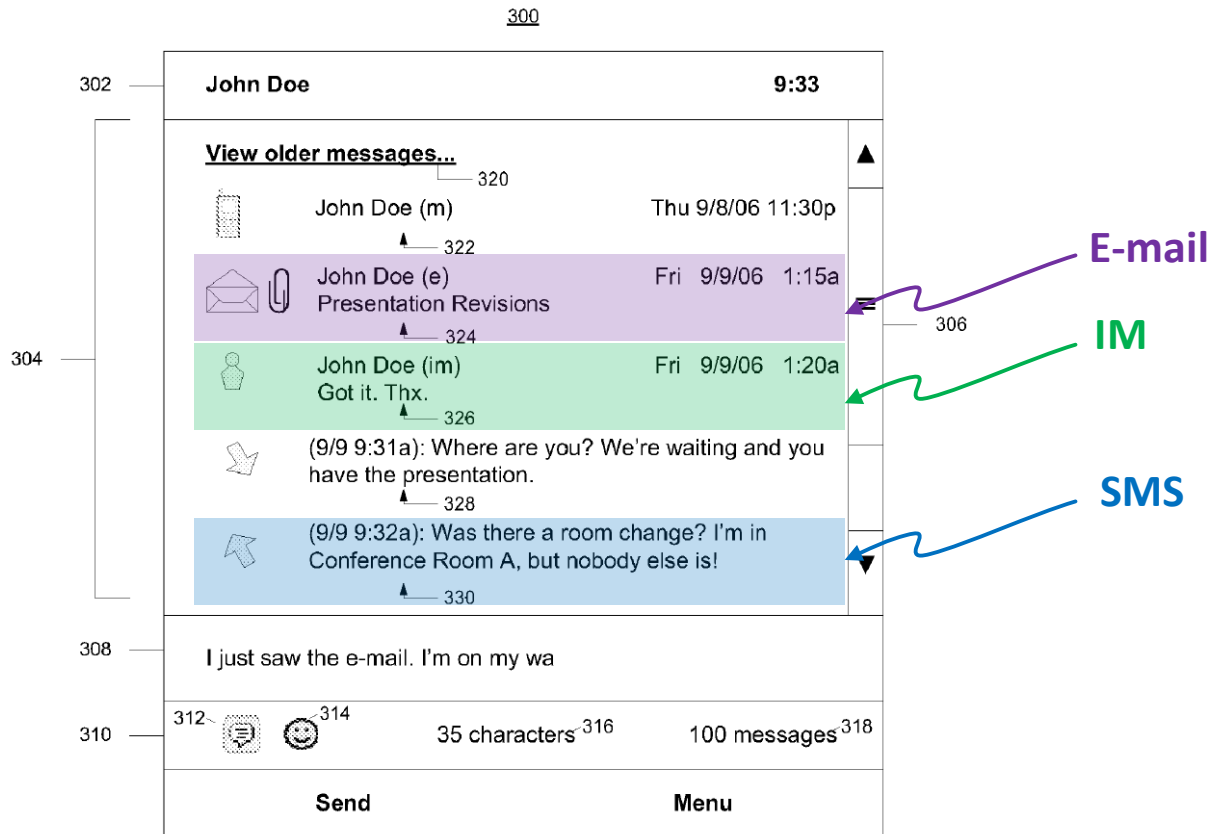 300
302
John Doe 9:33
304
View older messages...
320
John Doe (m) Thu 9/8/06 11:30p
322
John Doe (e) Fri 9/9/06 1:15a
Presentation Revisions
324
E-mail
306
John Doe (im) Fri 9/9/06 1:20a
Got it. Thx.
326
IM
(9/9 9:31a): Where are you? We're waiting and you
have the presentation.
328
(9/9 9:32a): Was there a room change? I'm in
Conference Room A, but nobody else is!
330
SMS
308
I just saw the e-mail. I'm on my wa
310
312
314
35 characters 316
100 messages 318
Send Menu